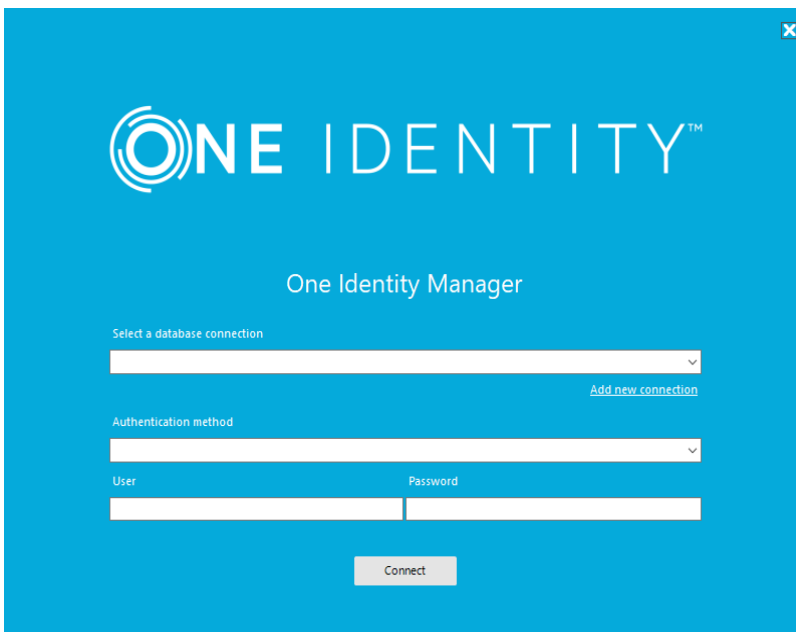 ONE IDENTITY™
One Identity Manager
Select a database connection
Add new connection
Authentication method
User Password
Connect